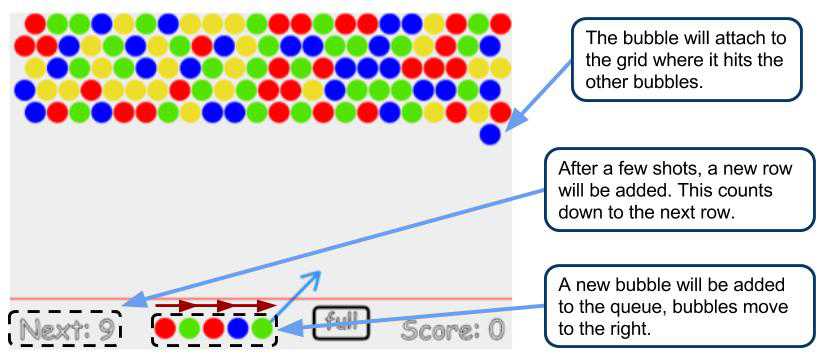 The bubble will attach to
the grid where it hits the
other bubbles.
After a few shots, a new row
will be added. This counts
down to the next row.
A new bubble will be added
to the queue, bubbles move
to the right.
Next: 9
full
Score: 0